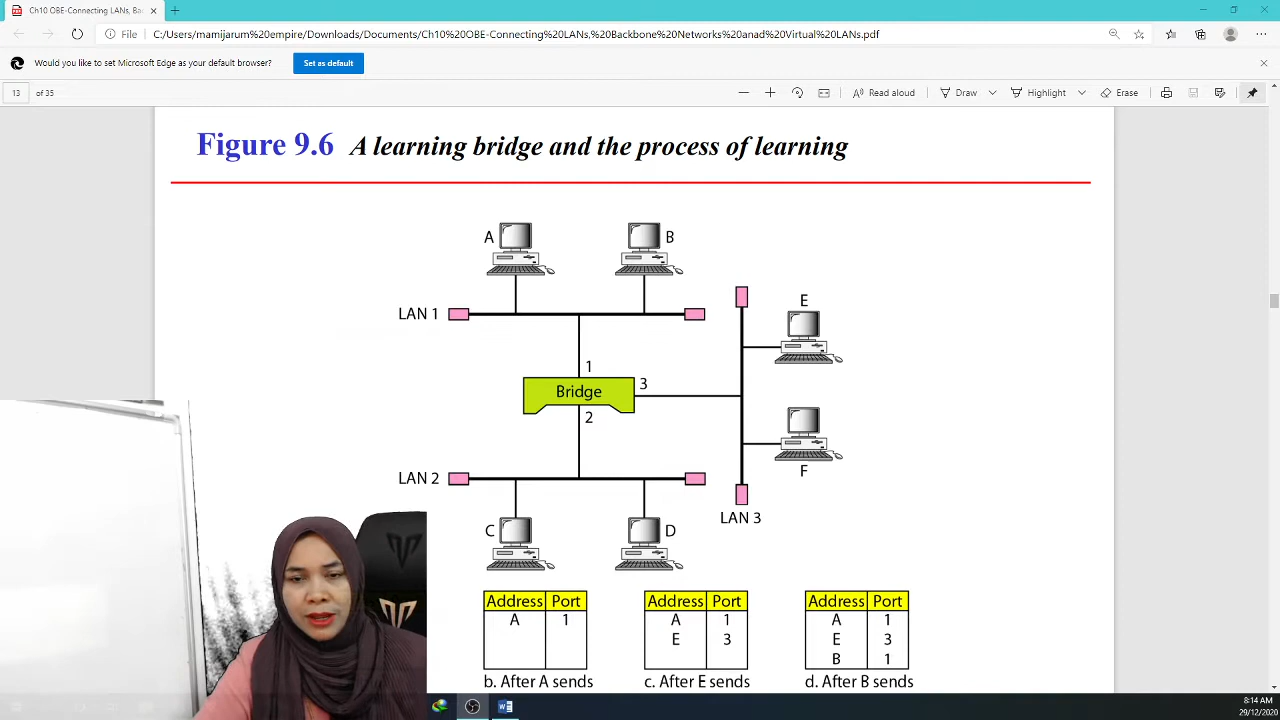 Ch10 OBE-Connecting LANs, Ba
File
C:/Users/mamijarum%20empire/Downloads/Documents/Ch10%20OBE-Connecting%20LANs,%20Backbone%20Networks%20anad%20Virtual%20LANs.pdf
Would you like to set Microsoft Edge as your default browser?
Set as default
13 of 35
Read aloud
Draw
Highlight
Erase
Figure 9.6 A learning bridge and the process of learning
A
B
E
LAN 1
1
3
Bridge
2
LAN 2
F
LAN 3
C
D
Address Port
A 1
b. After A sends
Address Port
A 1
E 3
c. After E sends
Address Port
A 1
E 3
B 1
d. After B sends
8:14 AM
29/12/2020